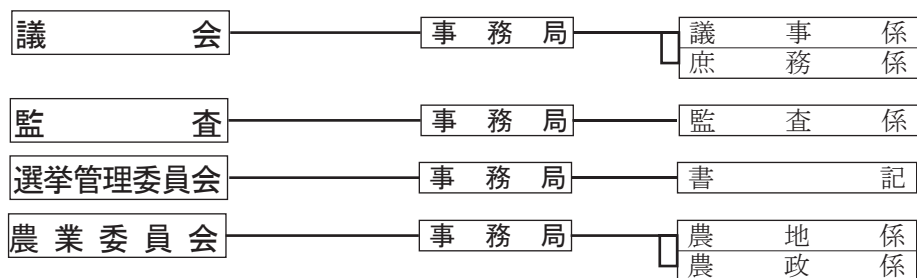 議会 事務局 議事係
庶務係
監査 事務局 監査係
選挙管理委員会 事務局 書記
農業委員会 事務局 農地係
農政係